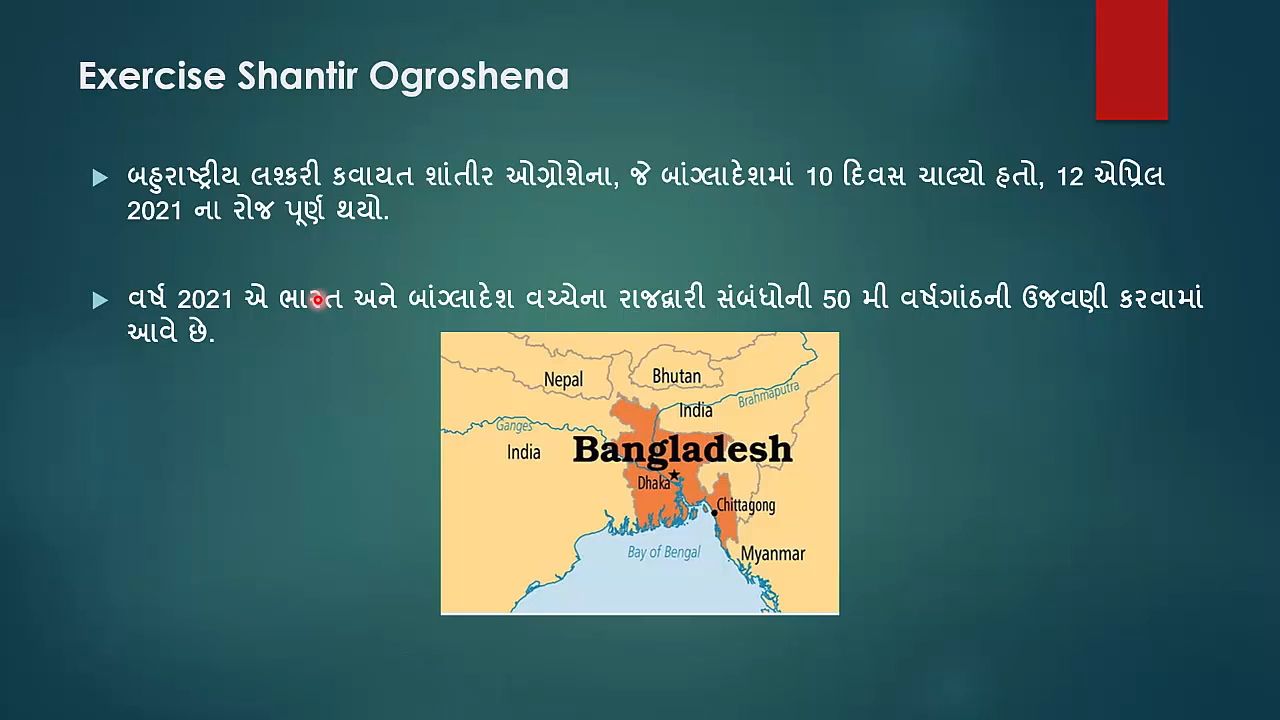 Exercise Shantir Ogroshena
બહુરાષ્ટ્રીય લશ્કરી કવાયત શાંતીર ઓગ્રોશેના, જે બાંગ્લાદેશમાં 10 દિવસ ચાલ્યો હતો, 12 એપ્રિલ
2021 ના રોજ પૂર્ણ થયો.
વર્ષ 2021 એ ભારત અને બાંગ્લાદેશ વચ્ચેના રાજદ્વારી સંબંધોની 50 મી વર્ષગાંઠની ઉજવણી કરવામાં
આવે છે.
Nepal
Bhutan
India
Brahmaputra
Ganges
India
Bangladesh
Dhaka
Chittagong
Bay of Bengal
Myanmar